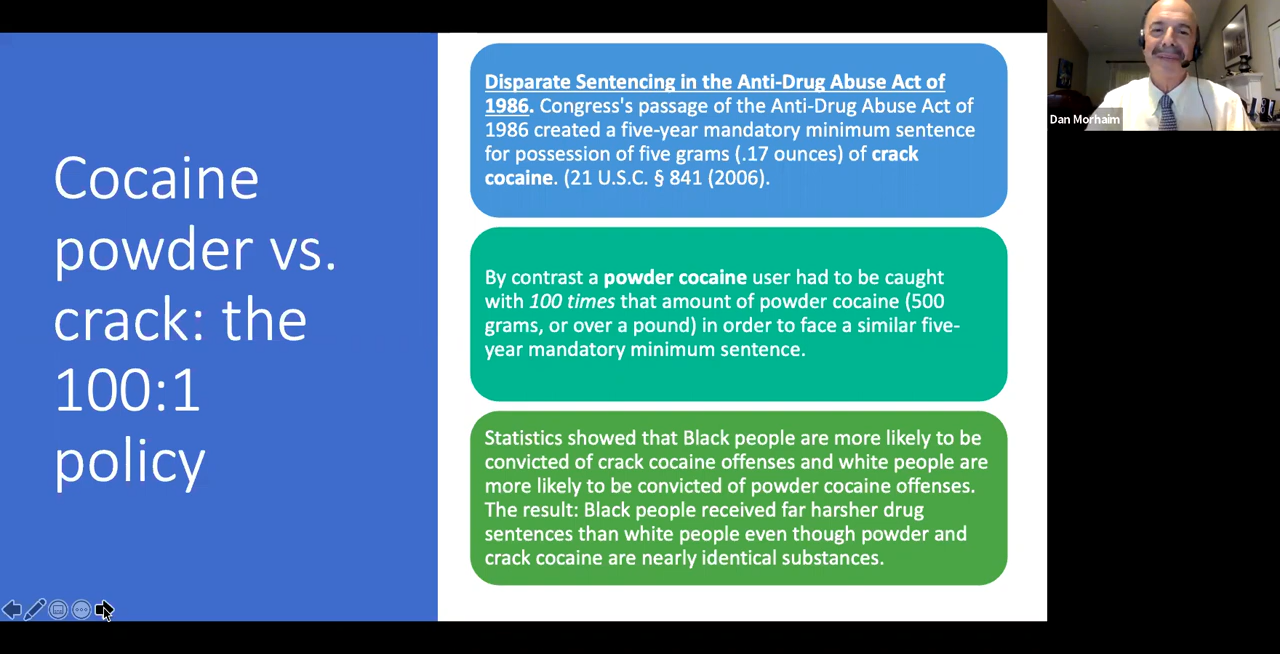 Cocaine
powder vs.
crack: the
100:1
policy
Disparate Sentencing in the Anti-Drug Abuse Act of
1986. Congress's passage of the Anti-Drug Abuse Act of
1986 created a five-year mandatory minimum sentence
for possession of five grams (.17 ounces) of crack
cocaine. (21 U.S.C. § 841 (2006).
By contrast a powder cocaine user had to be caught
with 100 times that amount of powder cocaine (500
grams, or over a pound) in order to face a similar five-
year mandatory minimum sentence.
Statistics showed that Black people are more likely to be
convicted of crack cocaine offenses and white people are
more likely to be convicted of powder cocaine offenses.
The result: Black people received far harsher drug
sentences than white people even though powder and
crack cocaine are nearly identical substances.
Dan Morhaim